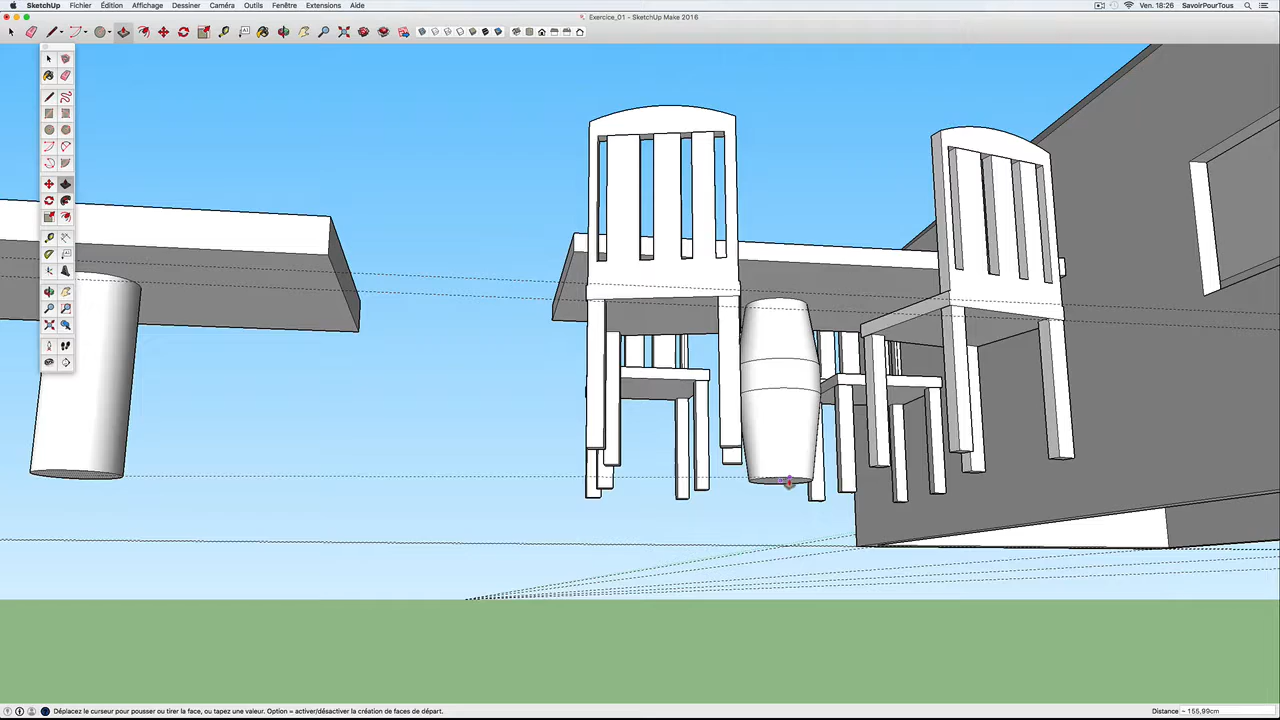 SketchUp Fichier Édition Affichage Dessiner Caméra Outils Fenêtre Extensions Aide Ven. 18:26 SavoirPourTous
Exercice_01 - SketchUp Make 2016
Déplacez le curseur pour pousser ou tirer la face, ou tapez une valeur. Option = activer/désactiver la création de faces de départ. Distance ~ 155,99cm